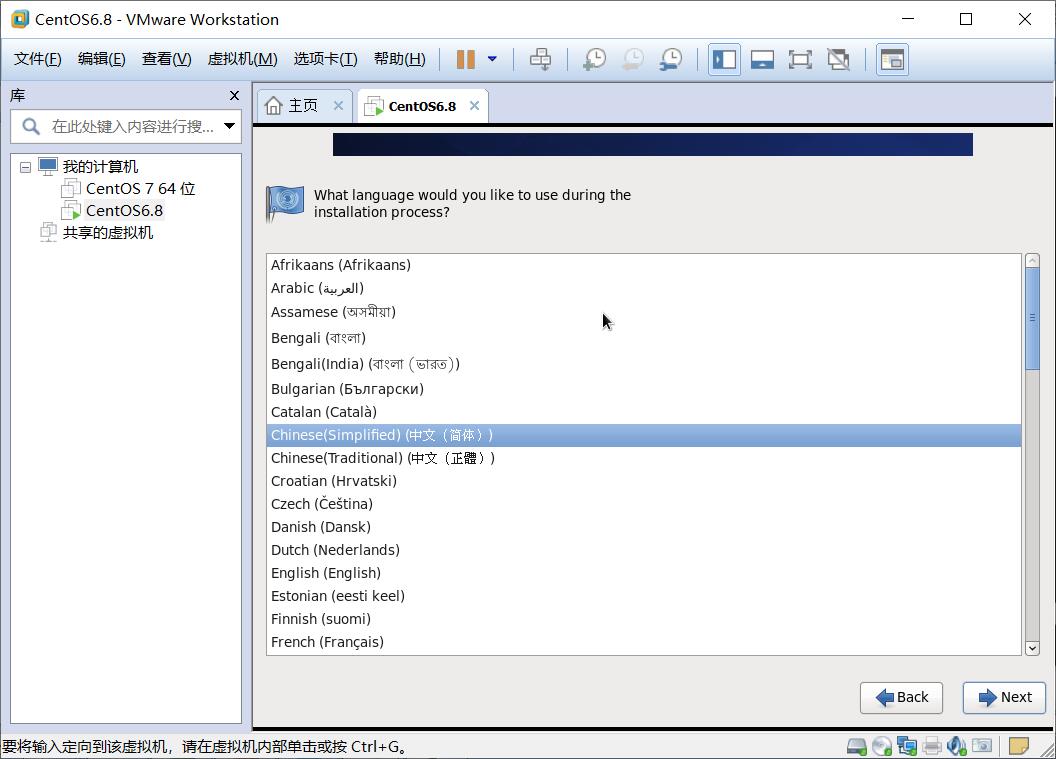 CentOS6.8 - VMware Workstation
文件(F) 编辑(E) 查看(V) 虚拟机(M) 选项卡(T) 帮助(H)
库
在此处键入内容进行搜...
我的计算机
CentOS 7 64 位
CentOS6.8
共享的虚拟机
主页
CentOS6.8
What language would you like to use during the
installation process?
Afrikaans (Afrikaans)
Arabic (العربية)
Assamese (অসমীয়া)
Bengali (বাংলা)
Bengali(India) (বাংলা (ভারত))
Bulgarian (Български)
Catalan (Català)
Chinese(Simplified) (中文（简体）)
Chinese(Traditional) (中文（正體）)
Croatian (Hrvatski)
Czech (Čeština)
Danish (Dansk)
Dutch (Nederlands)
English (English)
Estonian (eesti keel)
Finnish (suomi)
French (Français)
Back
Next
要将输入定向到该虚拟机，请在虚拟机内部单击或按 Ctrl+G。